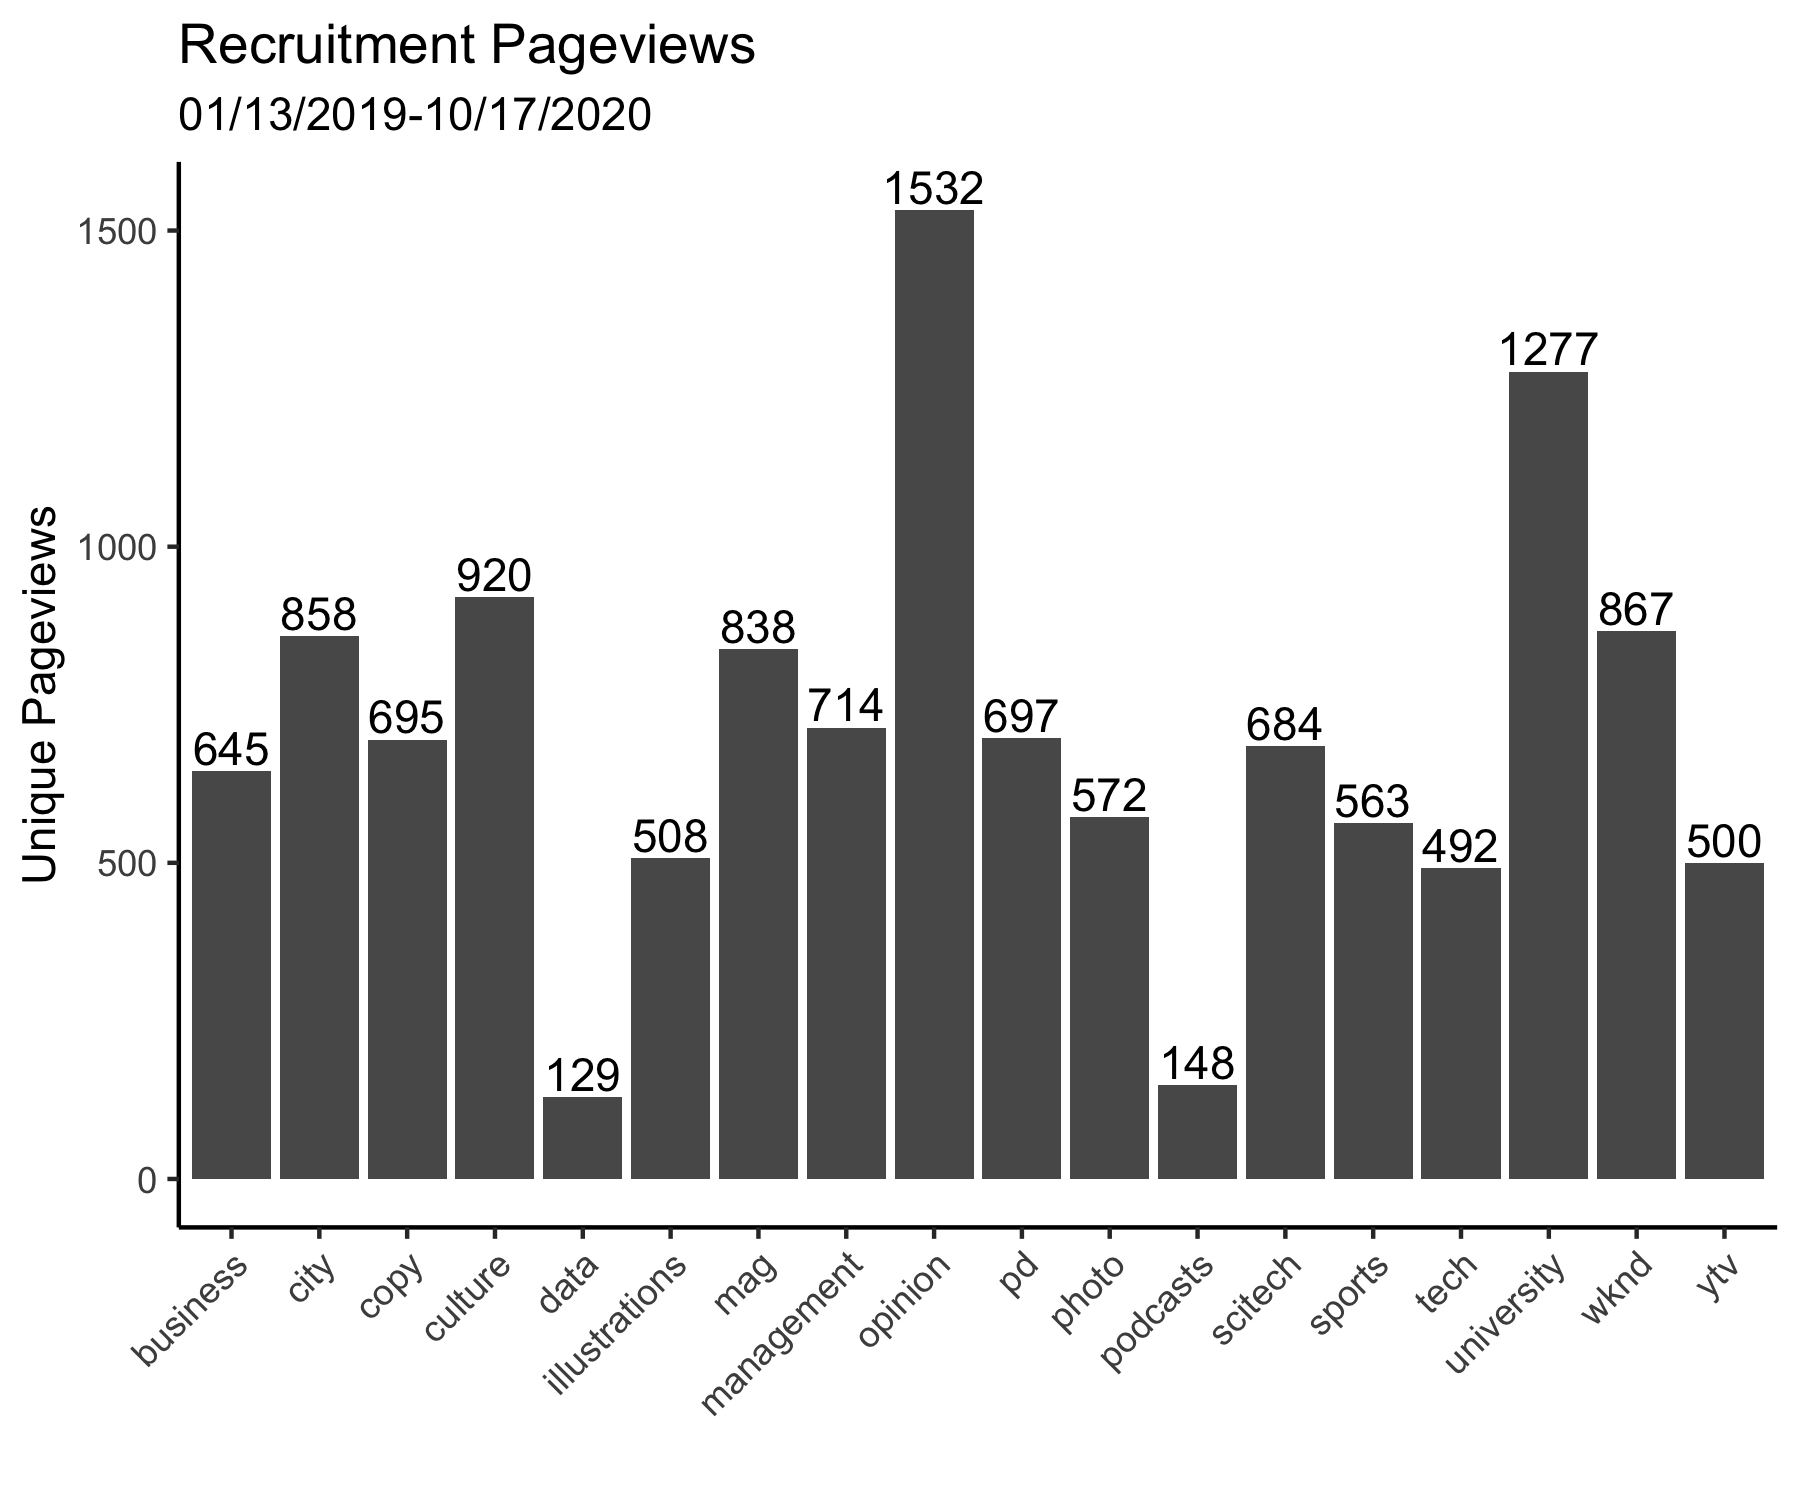 Recruitment Pageviews
01/13/2019-10/17/2020
Unique Pageviews
1500
1000
500
0
645
858
695
920
129
508
838
714
1532
697
572
148
684
563
492
1277
867
500
business
city
copy
culture
data
illustrations
mag
management
opinion
pd
photo
podcasts
scitech
sports
tech
university
wknd
ytv